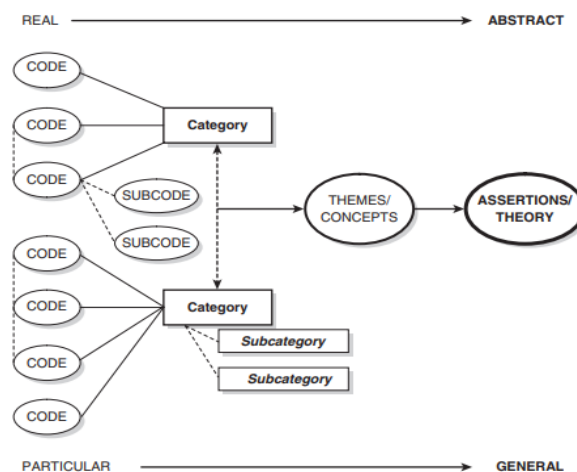 REAL
ABSTRACT
CODE
CODE
Category
CODE
SUBCODE
SUBCODE
THEMES/
CONCEPTS
ASSERTIONS/
THEORY
CODE
CODE
Category
Subcategory
CODE
Subcategory
CODE
PARTICULAR
GENERAL